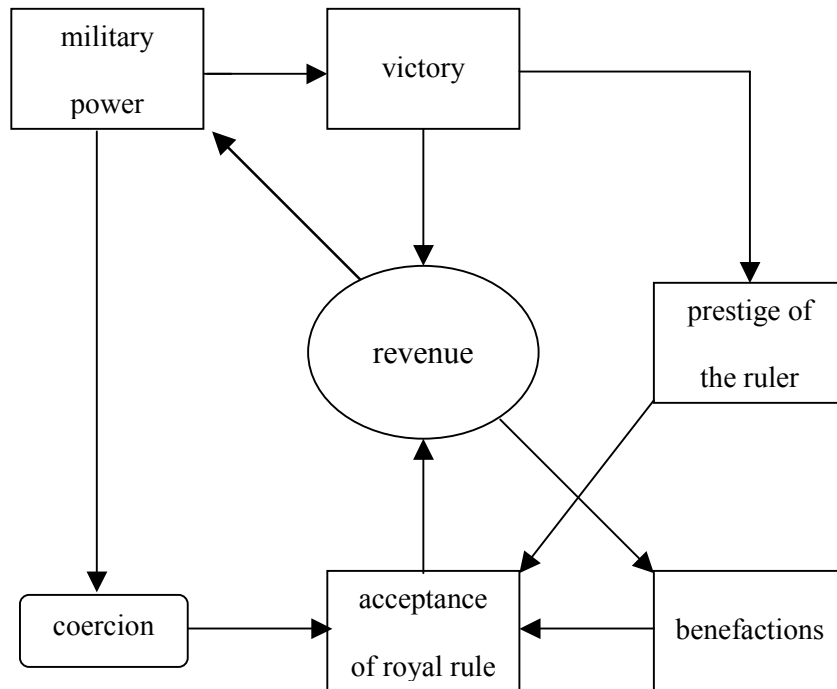 military
power
victory
prestige of
the ruler
revenue
coercion
acceptance
of royal rule
benefactions